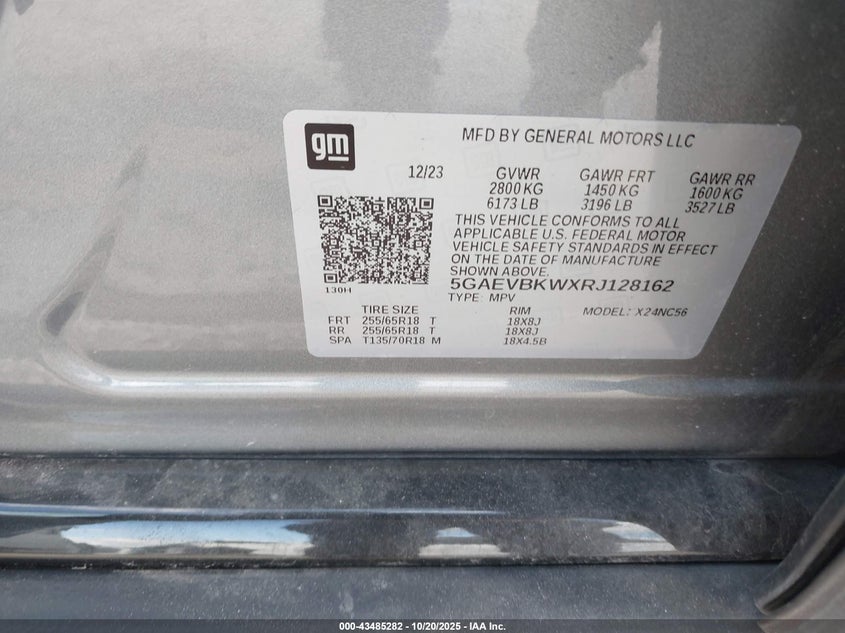 gm
MFD BY GENERAL MOTORS LLC
12/23 GVWR GAWR FRT GAWR RR
2800 KG 1450 KG 1600 KG
6173 LB 3196 LB 3527 LB
THIS VEHICLE CONFORMS TO ALL
APPLICABLE U.S. FEDERAL MOTOR
VEHICLE SAFETY STANDARDS IN EFFECT
ON THE DATE OF MANUFACTURE
SHOWN ABOVE.
130H
5GAEVBKWXRJ128162
TYPE: MPV
TIRE SIZE RIM MODEL: X24NC56
FRT 255/65R18 T 18X8J
RR 255/65R18 T 18X8J
SPA T135/70R18 M 18X4.5B
000-43485282 - 10/20/2025 - IAA Inc.